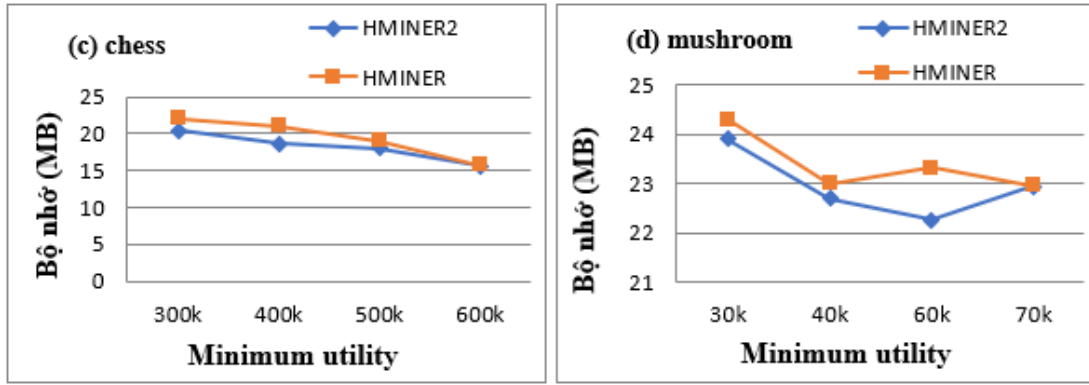 (c) chess
HMINER2
HMINER
Bộ nhớ (MB)
25
20
15
10
5
0
300k 400k 500k 600k
Minimum utility
(d) mushroom
HMINER2
HMINER
Bộ nhớ (MB)
25
24
23
22
21
30k 40k 60k 70k
Minimum utility